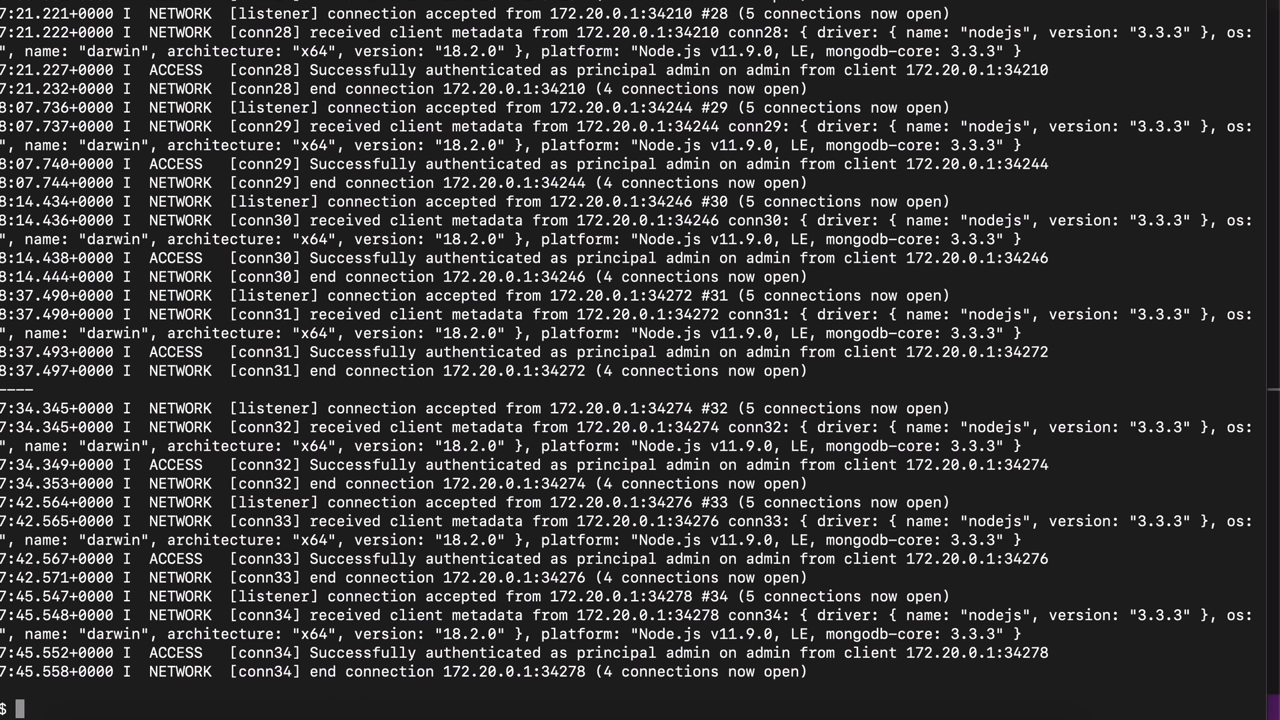 7:21.221+0000 I  NETWORK  [listener] connection accepted from 172.20.0.1:34210 #28 (5 connections now open)
7:21.222+0000 I  NETWORK  [conn28] received client metadata from 172.20.0.1:34210 conn28: { driver: { name: "nodejs", version: "3.3.3" }, os:
", name: "darwin", architecture: "x64", version: "18.2.0" }, platform: "Node.js v11.9.0, LE, mongodb-core: 3.3.3" }
7:21.227+0000 I  ACCESS   [conn28] Successfully authenticated as principal admin on admin from client 172.20.0.1:34210
7:21.232+0000 I  NETWORK  [conn28] end connection 172.20.0.1:34210 (4 connections now open)
8:07.736+0000 I  NETWORK  [listener] connection accepted from 172.20.0.1:34244 #29 (5 connections now open)
8:07.737+0000 I  NETWORK  [conn29] received client metadata from 172.20.0.1:34244 conn29: { driver: { name: "nodejs", version: "3.3.3" }, os:
", name: "darwin", architecture: "x64", version: "18.2.0" }, platform: "Node.js v11.9.0, LE, mongodb-core: 3.3.3" }
8:07.740+0000 I  ACCESS   [conn29] Successfully authenticated as principal admin on admin from client 172.20.0.1:34244
8:07.744+0000 I  NETWORK  [conn29] end connection 172.20.0.1:34244 (4 connections now open)
8:14.434+0000 I  NETWORK  [listener] connection accepted from 172.20.0.1:34246 #30 (5 connections now open)
8:14.436+0000 I  NETWORK  [conn30] received client metadata from 172.20.0.1:34246 conn30: { driver: { name: "nodejs", version: "3.3.3" }, os:
", name: "darwin", architecture: "x64", version: "18.2.0" }, platform: "Node.js v11.9.0, LE, mongodb-core: 3.3.3" }
8:14.438+0000 I  ACCESS   [conn30] Successfully authenticated as principal admin on admin from client 172.20.0.1:34246
8:14.444+0000 I  NETWORK  [conn30] end connection 172.20.0.1:34246 (4 connections now open)
8:37.490+0000 I  NETWORK  [listener] connection accepted from 172.20.0.1:34272 #31 (5 connections now open)
8:37.490+0000 I  NETWORK  [conn31] received client metadata from 172.20.0.1:34272 conn31: { driver: { name: "nodejs", version: "3.3.3" }, os:
", name: "darwin", architecture: "x64", version: "18.2.0" }, platform: "Node.js v11.9.0, LE, mongodb-core: 3.3.3" }
8:37.493+0000 I  ACCESS   [conn31] Successfully authenticated as principal admin on admin from client 172.20.0.1:34272
8:37.497+0000 I  NETWORK  [conn31] end connection 172.20.0.1:34272 (4 connections now open)
----
7:34.345+0000 I  NETWORK  [listener] connection accepted from 172.20.0.1:34274 #32 (5 connections now open)
7:34.345+0000 I  NETWORK  [conn32] received client metadata from 172.20.0.1:34274 conn32: { driver: { name: "nodejs", version: "3.3.3" }, os:
", name: "darwin", architecture: "x64", version: "18.2.0" }, platform: "Node.js v11.9.0, LE, mongodb-core: 3.3.3" }
7:34.349+0000 I  ACCESS   [conn32] Successfully authenticated as principal admin on admin from client 172.20.0.1:34274
7:34.353+0000 I  NETWORK  [conn32] end connection 172.20.0.1:34274 (4 connections now open)
7:42.564+0000 I  NETWORK  [listener] connection accepted from 172.20.0.1:34276 #33 (5 connections now open)
7:42.565+0000 I  NETWORK  [conn33] received client metadata from 172.20.0.1:34276 conn33: { driver: { name: "nodejs", version: "3.3.3" }, os:
", name: "darwin", architecture: "x64", version: "18.2.0" }, platform: "Node.js v11.9.0, LE, mongodb-core: 3.3.3" }
7:42.567+0000 I  ACCESS   [conn33] Successfully authenticated as principal admin on admin from client 172.20.0.1:34276
7:42.571+0000 I  NETWORK  [conn33] end connection 172.20.0.1:34276 (4 connections now open)
7:45.547+0000 I  NETWORK  [listener] connection accepted from 172.20.0.1:34278 #34 (5 connections now open)
7:45.548+0000 I  NETWORK  [conn34] received client metadata from 172.20.0.1:34278 conn34: { driver: { name: "nodejs", version: "3.3.3" }, os:
", name: "darwin", architecture: "x64", version: "18.2.0" }, platform: "Node.js v11.9.0, LE, mongodb-core: 3.3.3" }
7:45.552+0000 I  ACCESS   [conn34] Successfully authenticated as principal admin on admin from client 172.20.0.1:34278
7:45.558+0000 I  NETWORK  [conn34] end connection 172.20.0.1:34278 (4 connections now open)
$